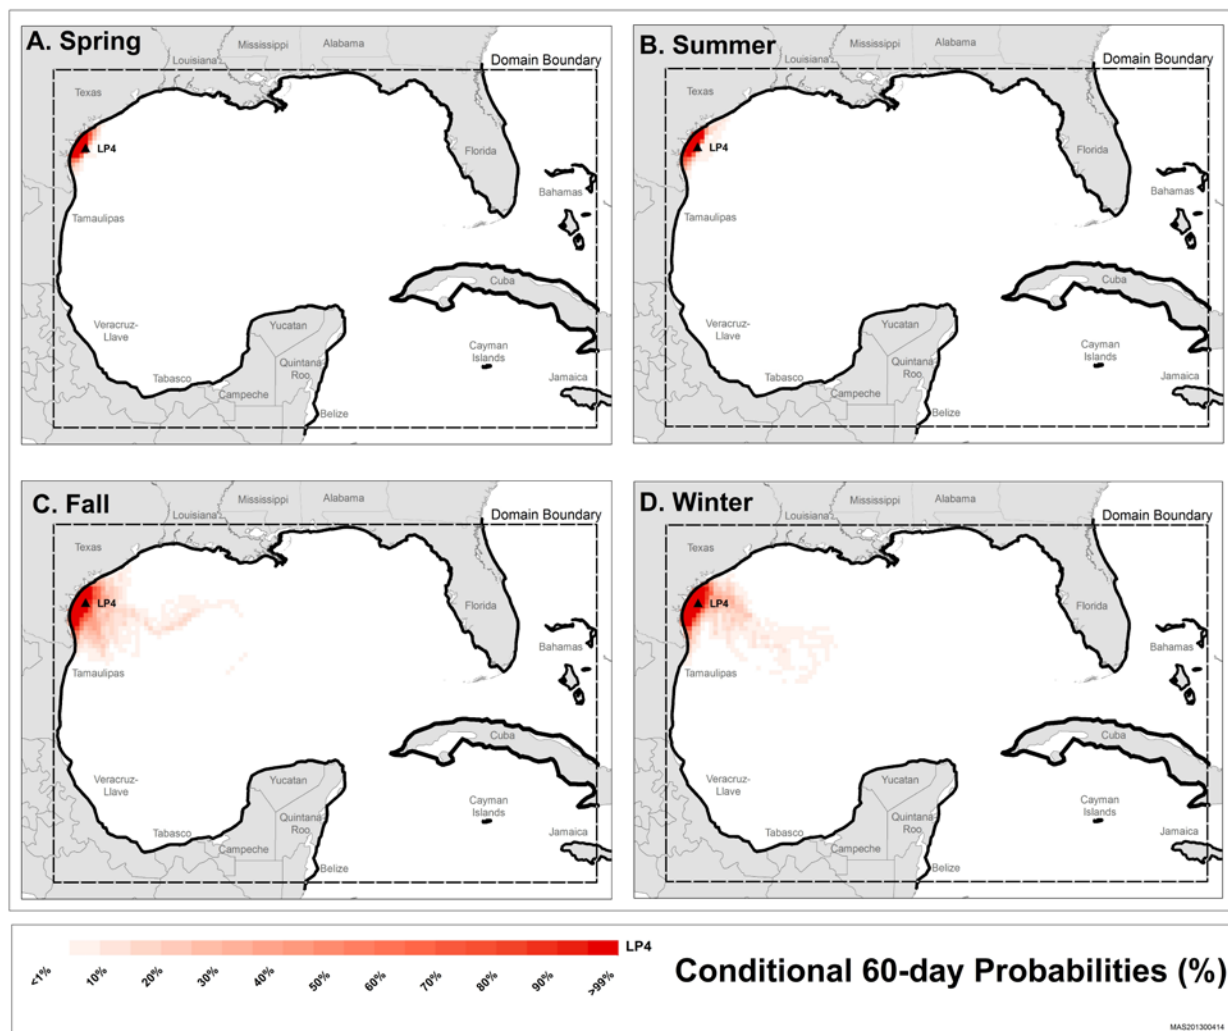 A. Spring
Mississippi
Alabama
Louisiana
Domain Boundary
Texas
LP4
Florida
Bahamas
Tamaulipas
Cuba
Veracruz-
Llave
Yucatan
Cayman
Islands
Quintana
Roo
Tabasco
Campeche
Jamaica
Belize
B. Summer
Mississippi
Alabama
Louisiana
Domain Boundary
Texas
LP4
Florida
Bahamas
Tamaulipas
Cuba
Veracruz-
Llave
Yucatan
Cayman
Islands
Quintana
Roo
Tabasco
Campeche
Jamaica
Belize
C. Fall
Mississippi
Alabama
Louisiana
Domain Boundary
Texas
LP4
Florida
Bahamas
Tamaulipas
Cuba
Veracruz-
Llave
Yucatan
Cayman
Islands
Quintana
Roo
Tabasco
Campeche
Jamaica
Belize
D. Winter
Mississippi
Alabama
Louisiana
Domain Boundary
Texas
LP4
Florida
Bahamas
Tamaulipas
Cuba
Veracruz-
Llave
Yucatan
Cayman
Islands
Quintana
Roo
Tabasco
Campeche
Jamaica
Belize
LP4
<1% 10% 20% 30% 40% 50% 60% 70% 80% 90% >99%
Conditional 60-day Probabilities (%)
MAS201300414